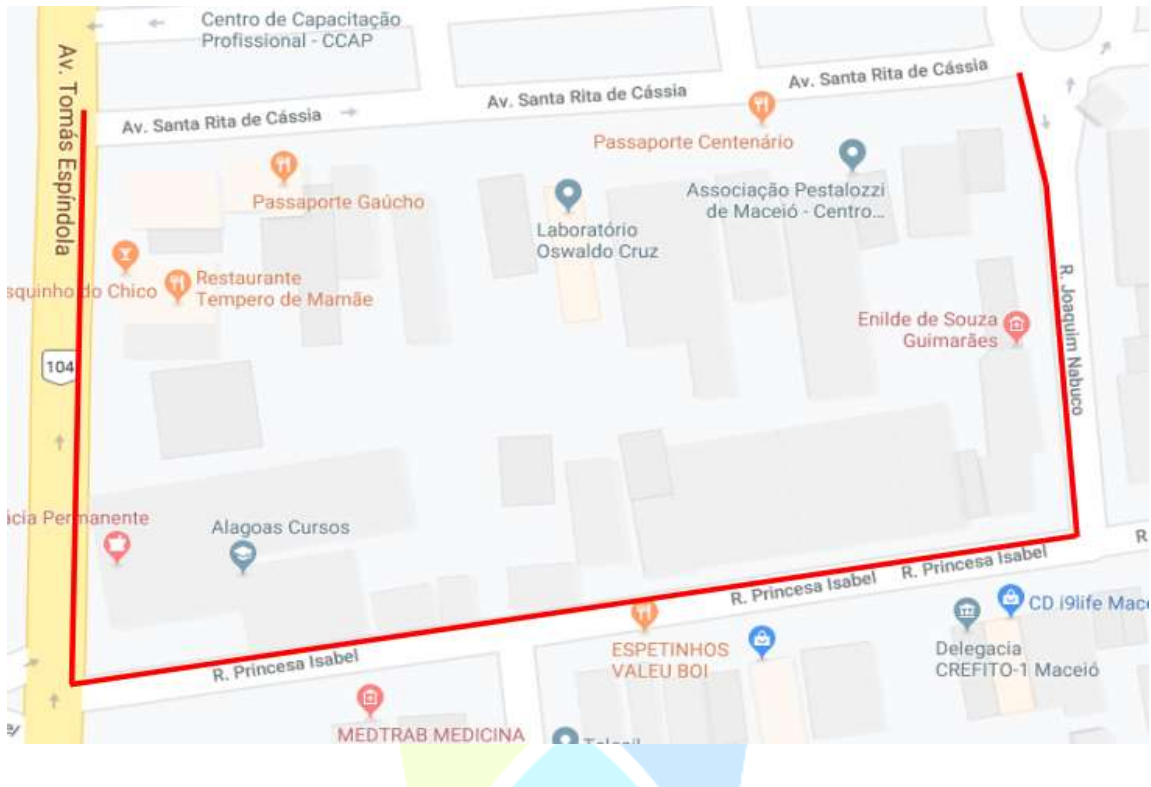 Centro de Capacitação
Profissional - CCAP
Av. Tomás Espíndola
Av. Santa Rita de Cássia
Av. Santa Rita de Cássia
Av. Santa Rita de Cássia
Passaporte Centenário
Passaporte Gaúcho
Associação Pestalozzi
de Maceió - Centro...
Laboratório
Oswaldo Cruz
squinho do Chico
Restaurante
Tempero de Mamãe
Enilde de Souza
Guimarães
R. Joaquim Nabuco
104
ácia Permanente
Alagoas Cursos
R. Princesa Isabel
R. Princesa Isabel
R. Princesa Isabel
R
CD i9life Mace
ESPETINHOS
VALEU BOI
Delegacia
CREFITO-1 Maceió
MEDTRAB MEDICINA